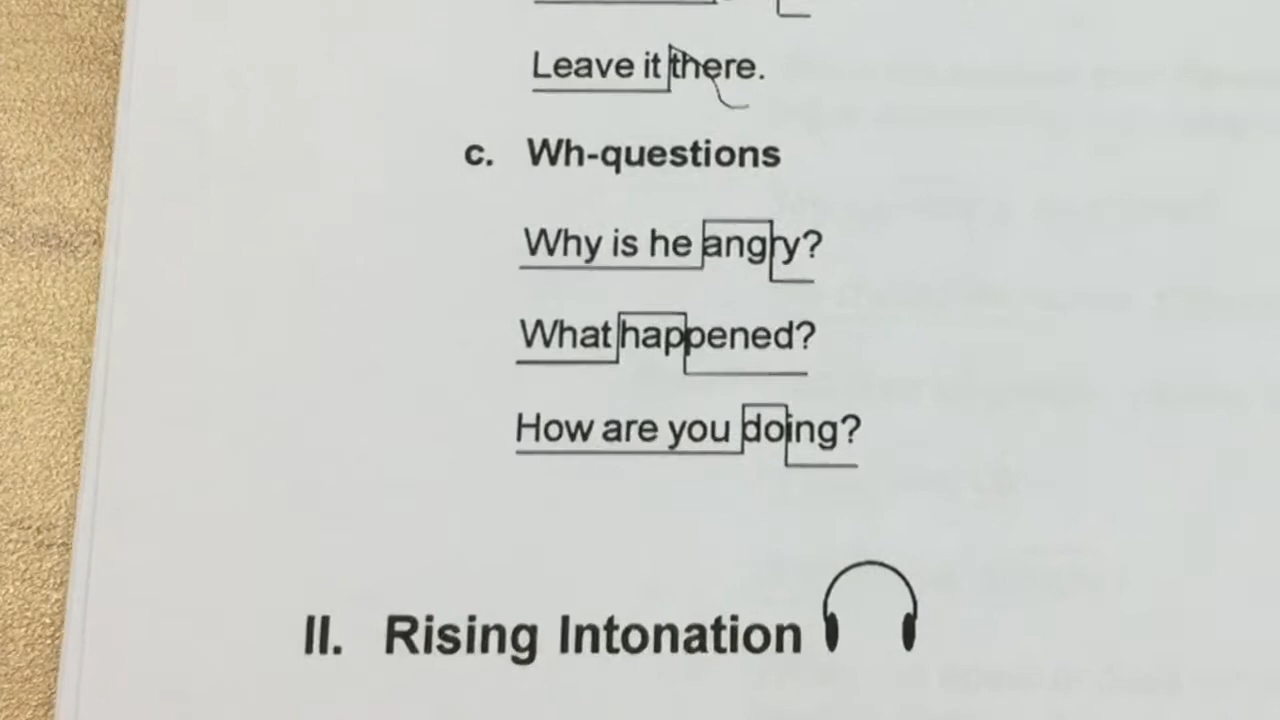 Leave it there.
c. Wh-questions
Why is he angry?
What happened?
How are you doing?
II. Rising Intonation